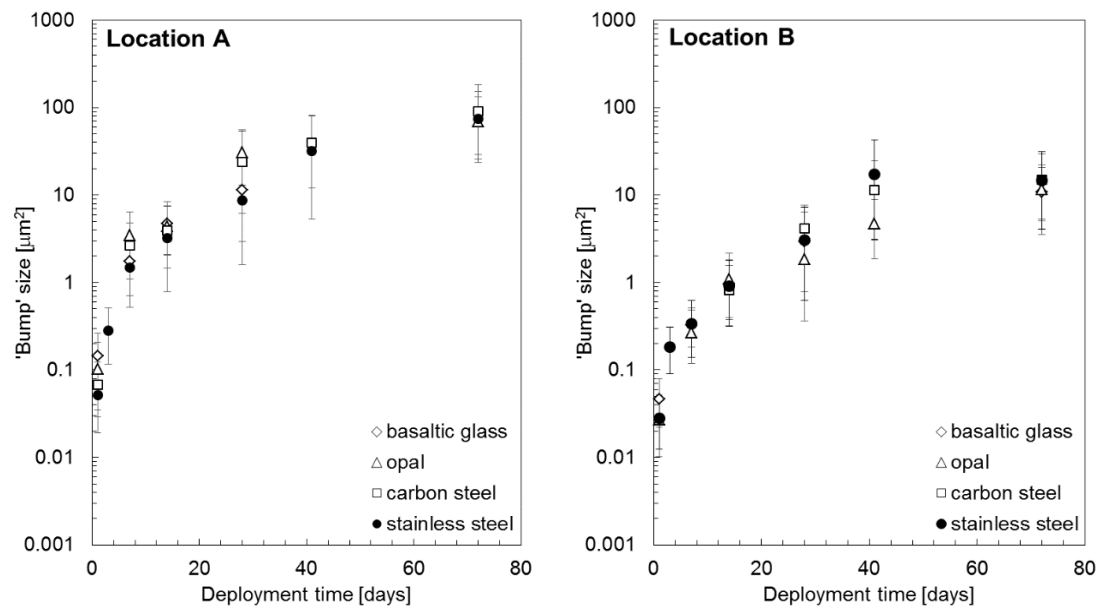 Location A
1000
100
10
1
0.1
0.01
0.001
'Bump' size [µm²]
0 20 40 60 80
Deployment time [days]
basaltic glass
opal
carbon steel
stainless steel
Location B
1000
100
10
1
0.1
0.01
0.001
'Bump' size [µm²]
0 20 40 60 80
Deployment time [days]
basaltic glass
opal
carbon steel
stainless steel